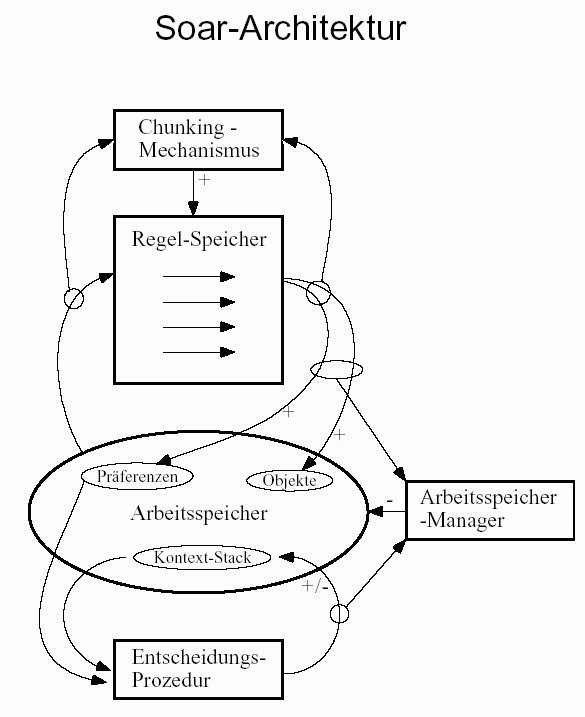 Soar-Architektur
Chunking -
Mechanismus
+
Regel-Speicher
+
+
Präferenzen
Objekte
Arbeitsspeicher
-
Arbeitsspeicher
-Manager
Kontext-Stack
+/-
Entscheidungs-
Prozedur